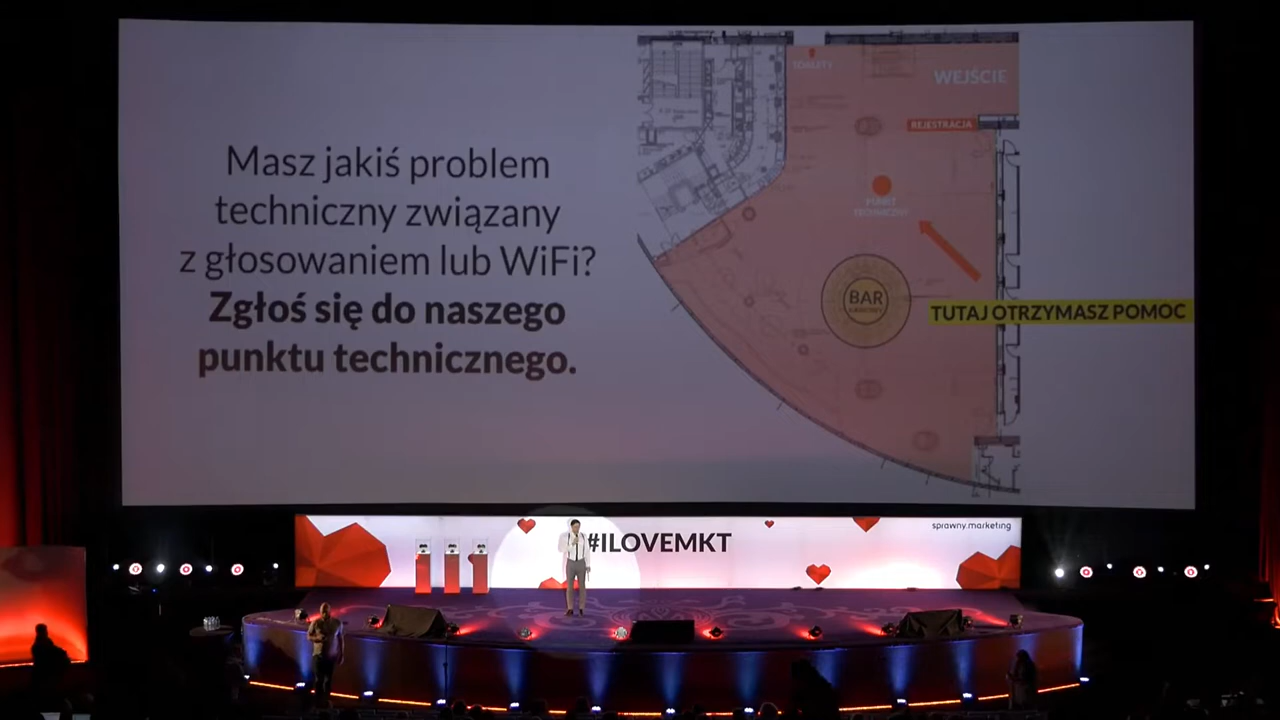 Masz jakiś problem
techniczny związany
z głosowaniem lub WiFi?
Zgłoś się do naszego
punktu technicznego.
TOALETY
WEJŚCIE
REJESTRACJA
PUNKT
TECHNICZNY
BAR
TUTAJ OTRZYMASZ POMOC
#ILOVEMKT
sprawny.marketing